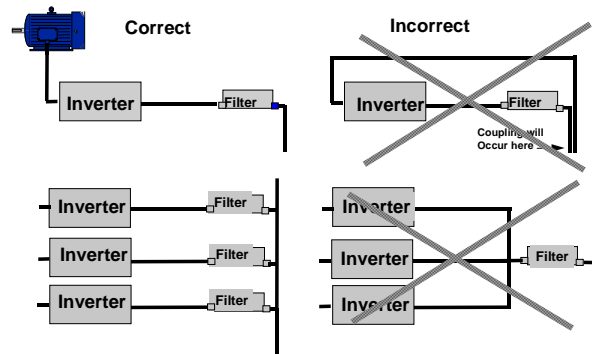 Correct
Incorrect
Inverter
Filter
Inverter
Filter
Coupling will
Occur here
Inverter
Filter
Inverter
Filter
Inverter
Filter
Inverter
Inverter
Filter
Inverter